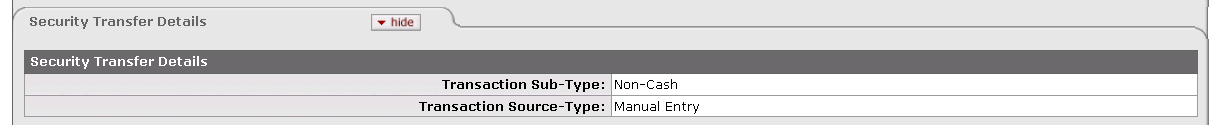 Security Transfer Details hide
Security Transfer Details
Transaction Sub-Type: Non-Cash
Transaction Source-Type: Manual Entry